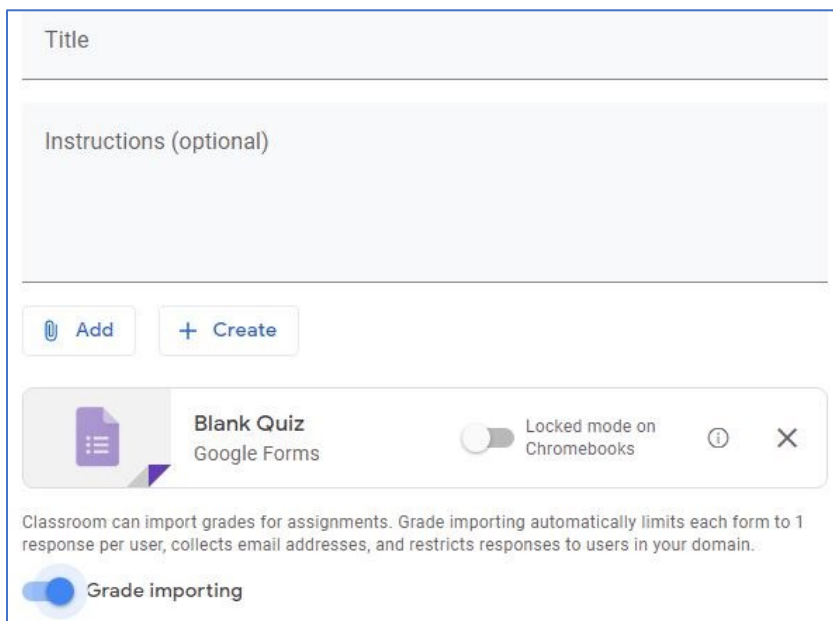 Title
Instructions (optional)
Add
+ Create
Blank Quiz
Google Forms
Locked mode on
Chromebooks
Classroom can import grades for assignments. Grade importing automatically limits each form to 1
response per user, collects email addresses, and restricts responses to users in your domain.
Grade importing